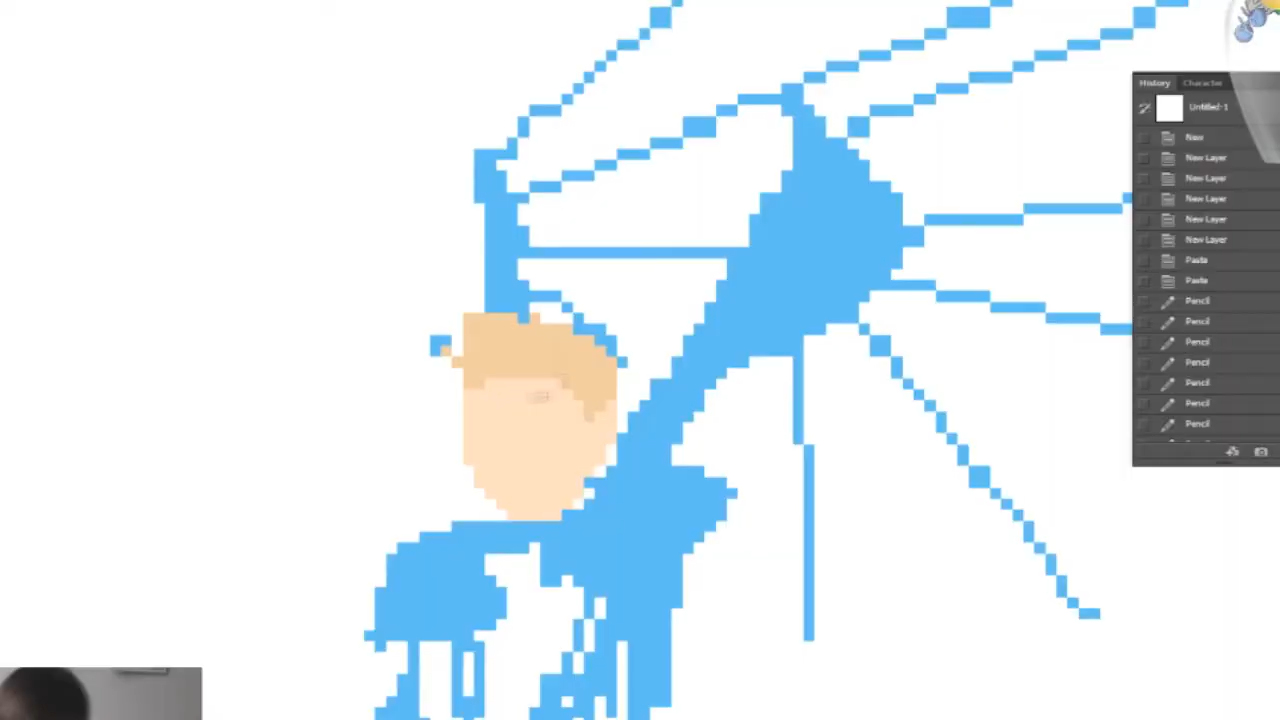 History Character
Untitled-1
New
New Layer
New Layer
New Layer
New Layer
New Layer
Paste
Paste
Pencil
Pencil
Pencil
Pencil
Pencil
Pencil
Pencil